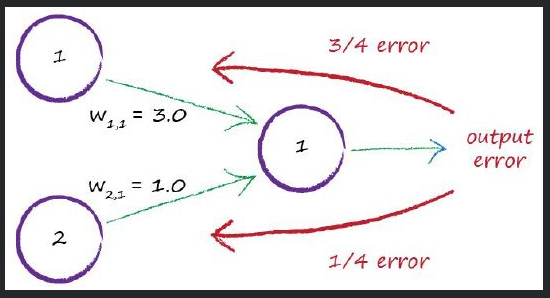 1
3/4 error
w1,1 = 3.0
1
output
error
w2,1 = 1.0
2
1/4 error